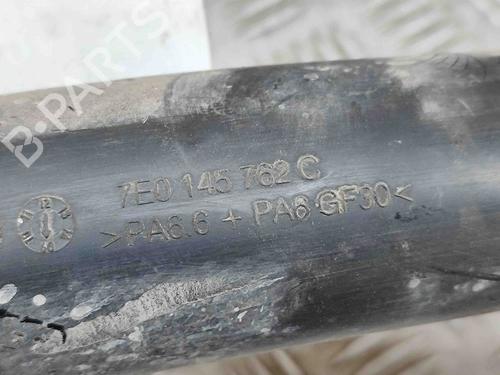 B-PARTS
7E0 145 762 C
>PA6.6 + PA6 GF30<